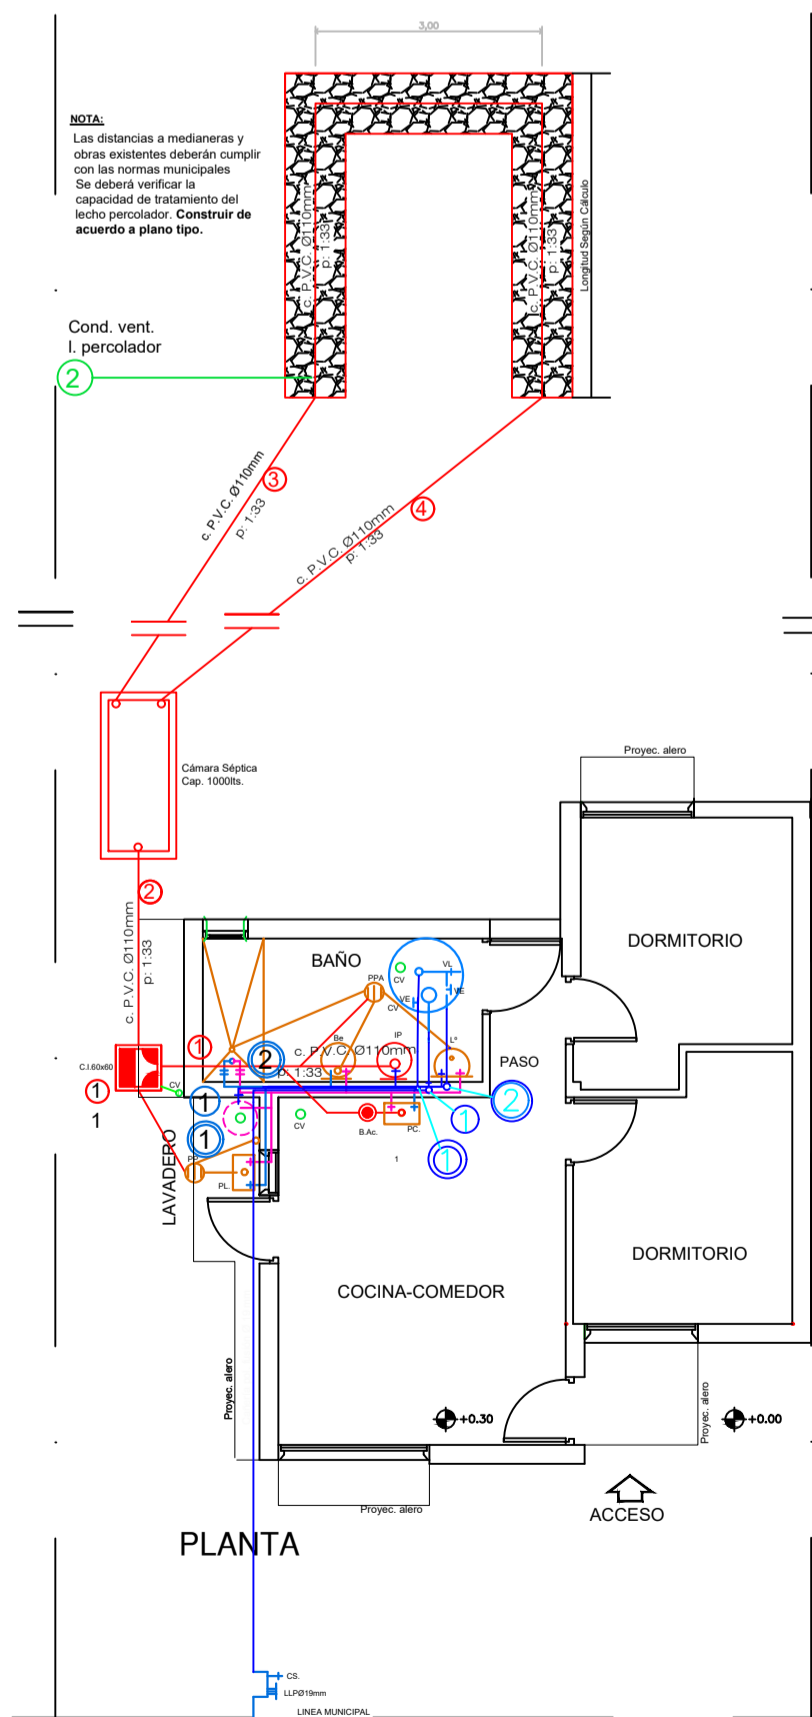 3,00
NOTA:
Las distancias a medianeras y
obras existentes deberán cumplir
con las normas municipales
Se deberá verificar la
capacidad de tratamiento del
lecho percolador. Construir de
acuerdo a plano tipo.
c. P.V.C. Ø110mm
p: 1:33
c. P.V.C. Ø110mm
p: 1:33
Longitud Según Cálculo
Cond. vent.
l. percolador
2
c. P.V.C. Ø110mm
p: 1:33
3
c. P.V.C. Ø110mm
p: 1:33
4
Cámara Séptica
Cap. 1000lts.
Proyec. alero
2
c. P.V.C. Ø110mm
p: 1:33
BAÑO
DORMITORIO
PPA
CV
VL
VE
VE
CV
Be
IP
Lº
1
2
c. P.V.C. Ø110mm
p: 1:33
PASO
C.I.60x60
CV
1
1
1
1
CV
B.Ac.
PC.
1
1
2
1
LAVADERO
PP
PL.
COCINA-COMEDOR
DORMITORIO
Proyec. alero
Proyec. alero
+0.30
+0.00
Proyec. alero
ACCESO
PLANTA
CS.
LLPØ19mm
LINEA MUNICIPAL